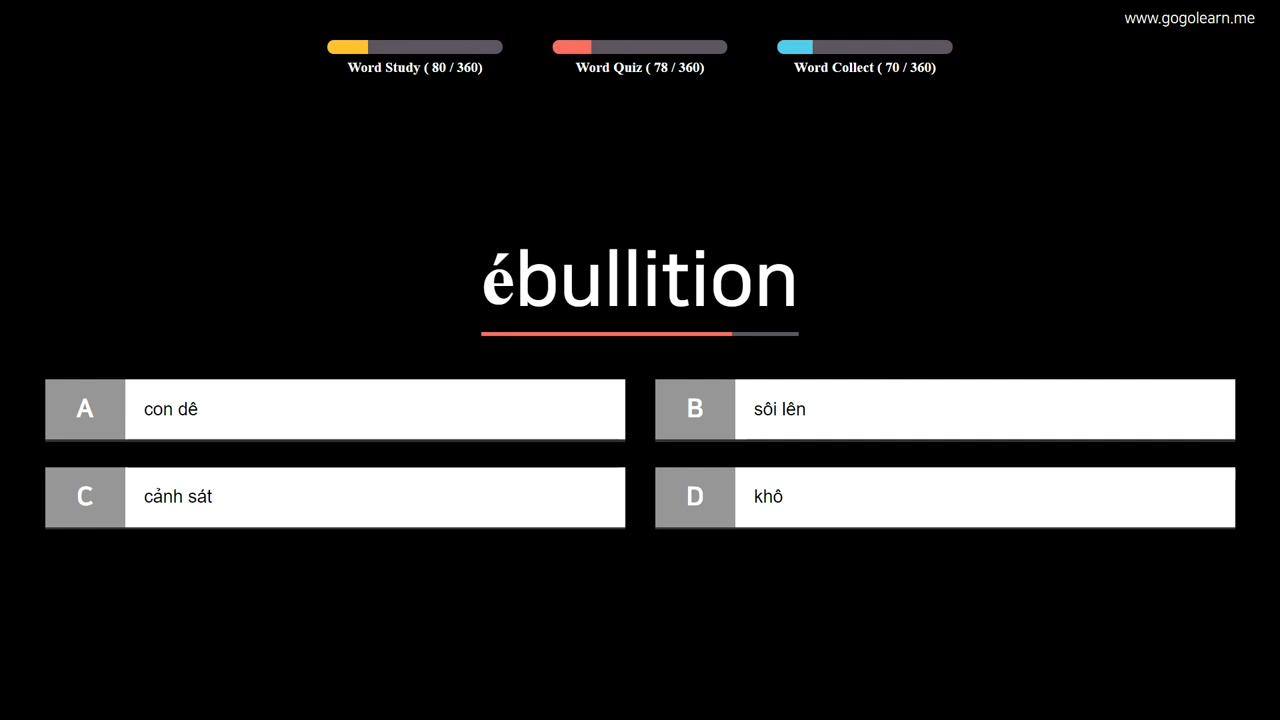 www.gogolearn.me
Word Study ( 80 / 360)
Word Quiz ( 78 / 360)
Word Collect ( 70 / 360)
ébullition
A con dê
B sôi lên
C cảnh sát
D khô